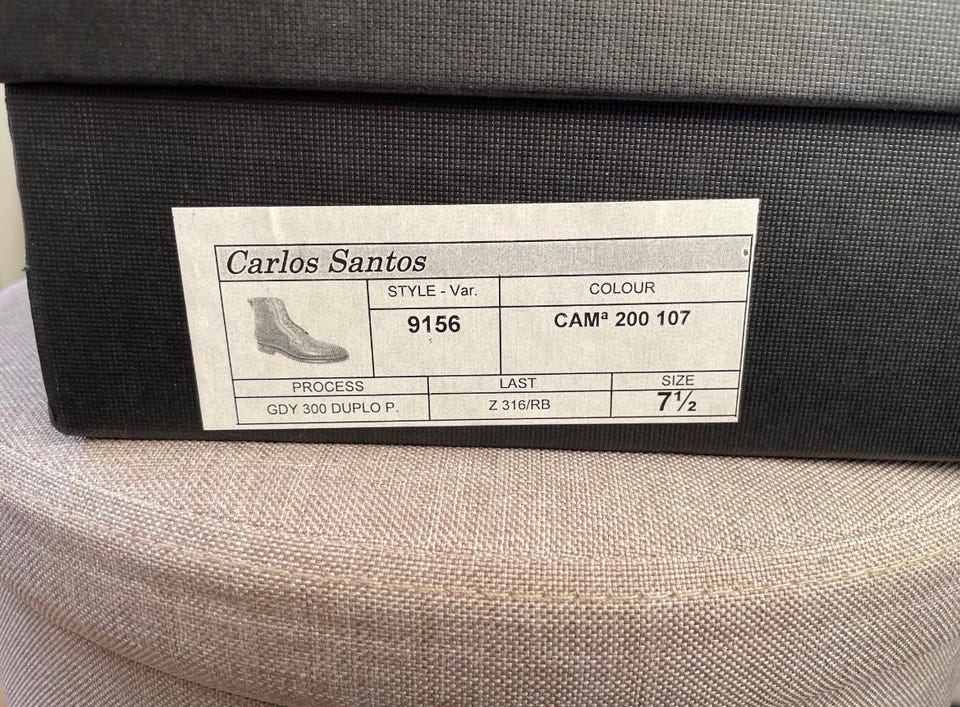 Carlos Santos
STYLE - Var.
COLOUR
9156
CAMª 200 107
PROCESS
LAST
SIZE
GDY 300 DUPLO P.
Z 316/RB
7½